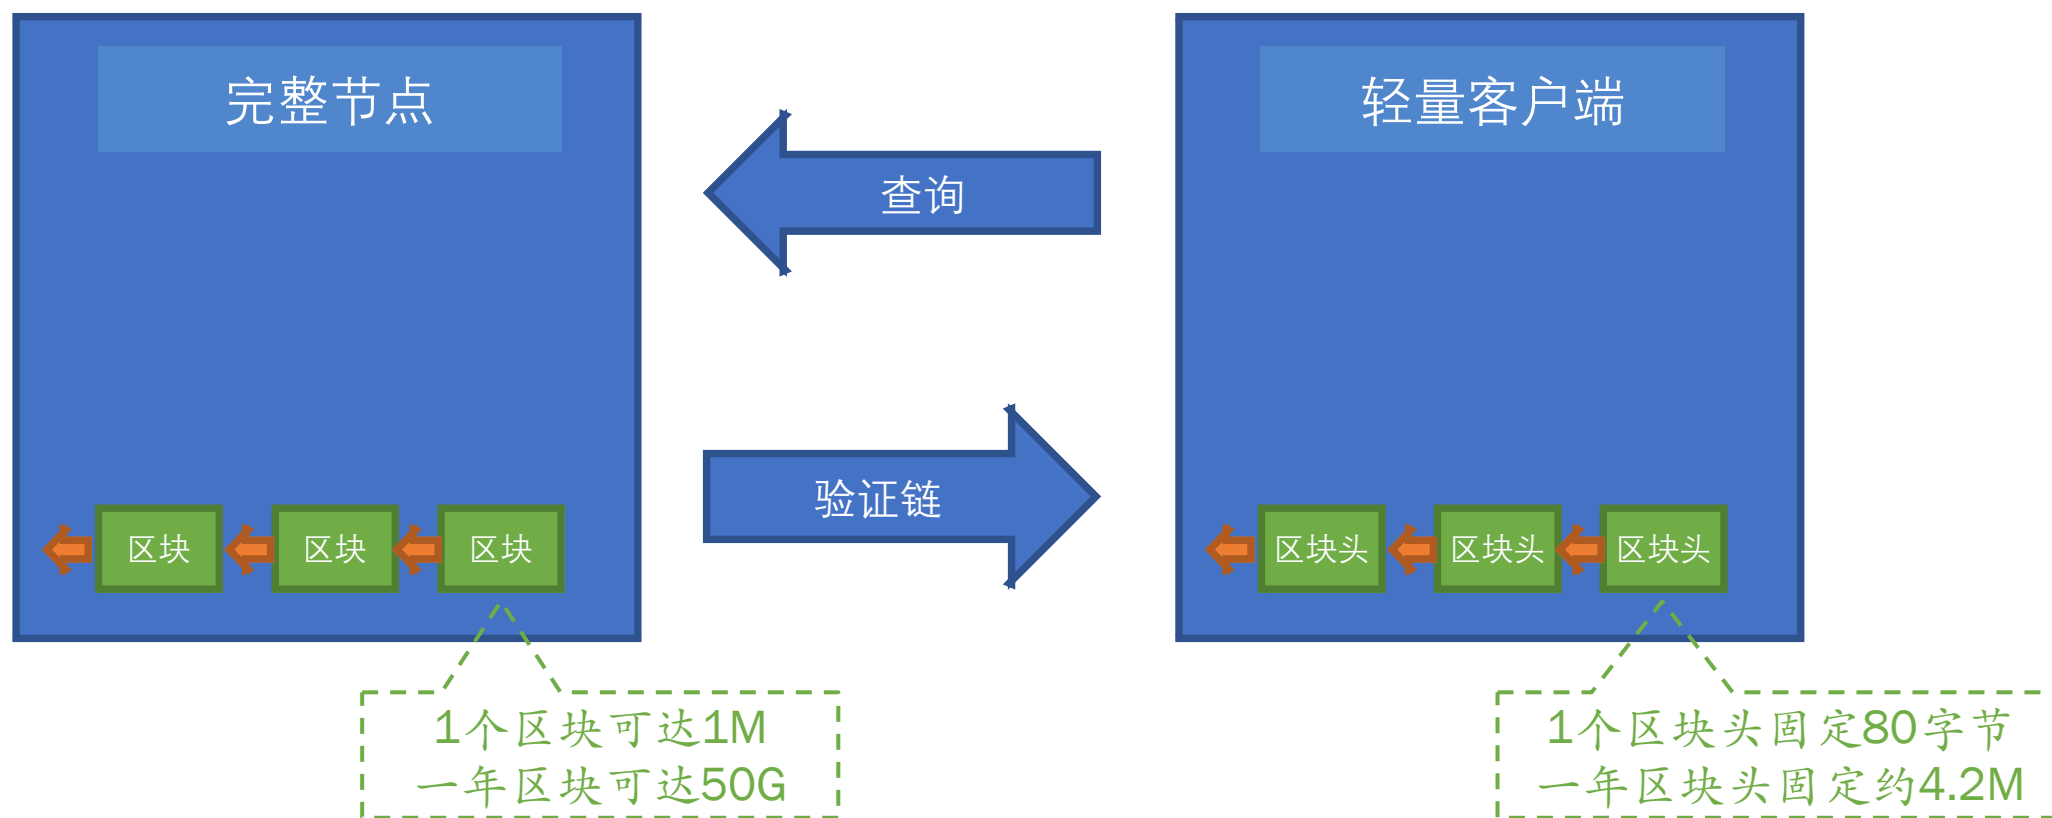 完整节点
轻量客户端
查询
验证链
区块
区块
区块
区块头
区块头
区块头
1个区块可达1M
一年区块可达50G
1个区块头固定80字节
一年区块头固定约4.2M